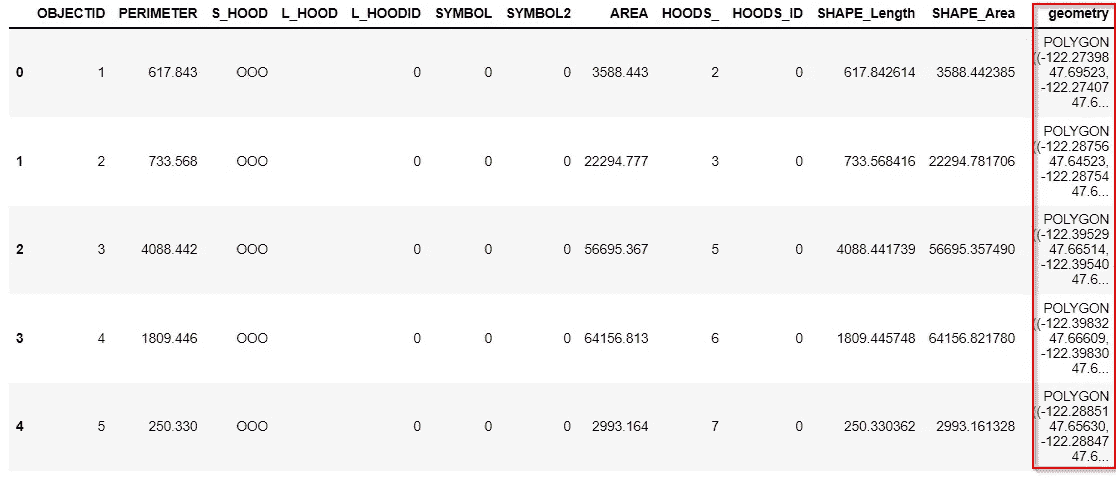 OBJECTID PERIMETER S_HOOD L_HOOD L_HOODID SYMBOL SYMBOL2 AREA HOODS_ HOODS_ID SHAPE_Length SHAPE_Area geometry
0 1 617.843 OOO 0 0 0 3588.443 2 0 617.842614 3588.442385
POLYGON
((-122.27398
47.69523,
-122.27407
47.6...
1 2 733.568 OOO 0 0 0 22294.777 3 0 733.568416 22294.781706
POLYGON
((-122.28756
47.64523,
-122.28754
47.6...
2 3 4088.442 OOO 0 0 0 56695.367 5 0 4088.441739 56695.357490
POLYGON
((-122.39529
47.66514,
-122.39540
47.6...
3 4 1809.446 OOO 0 0 0 64156.813 6 0 1809.445748 64156.821780
POLYGON
((-122.39832
47.66609,
-122.39830
47.6...
4 5 250.330 OOO 0 0 0 2993.164 7 0 250.330362 2993.161328
POLYGON
((-122.28851
47.65630,
-122.28847
47.6...